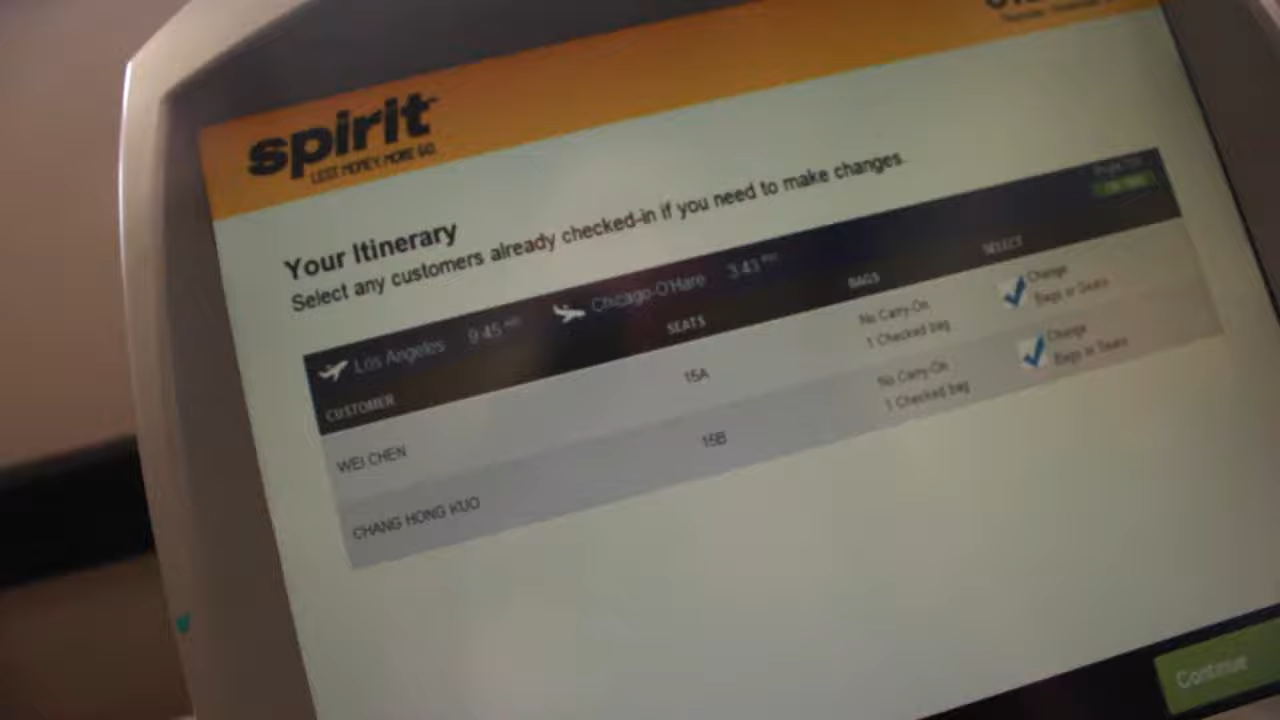 spirit
LESS MONEY. MORE GO.
Your Itinerary
Select any customers already checked-in if you need to make changes.
Los Angeles 9:45 AM Chicago-O'Hare 3:43 PM
CUSTOMER SEATS BAGS SELECT
WEI CHEN 15A No Carry-On 1 Checked bag Change Bags or Seats
CHANG HONG KUO 15B No Carry-On 1 Checked bag Change Bags or Seats
Continue